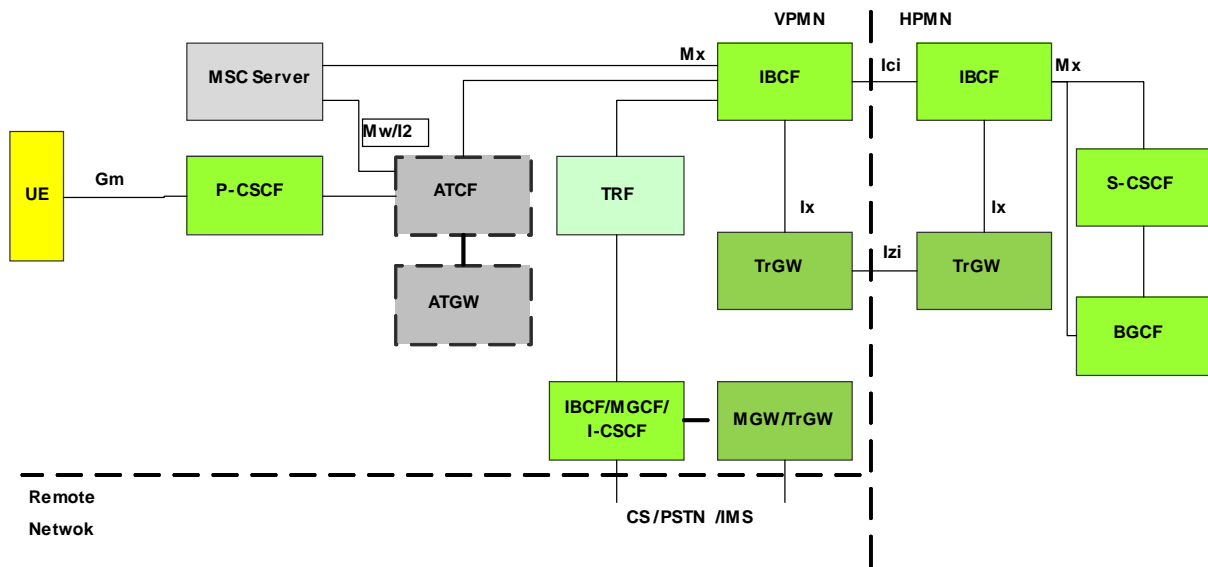 VPMN
HPMN
MSC Server
Mx
IBCF
Ici
IBCF
Mx
Mw/I2
UE
Gm
P-CSCF
ATCF
TRF
S-CSCF
Ix
Ix
ATGW
TrGW
Izi
TrGW
BGCF
IBCF/MGCF/
I-CSCF
MGW/TrGW
Remote
Netwok
CS/PSTN /IMS